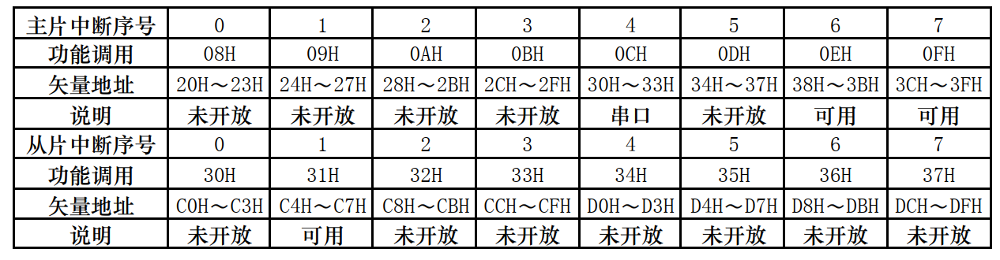 主片中断序号 0 1 2 3 4 5 6 7
功能调用 08H 09H 0AH 0BH 0CH 0DH 0EH 0FH
矢量地址 20H～23H 24H～27H 28H～2BH 2CH～2FH 30H～33H 34H～37H 38H～3BH 3CH～3FH
说明 未开放 未开放 未开放 未开放 串口 未开放 可用 可用
从片中断序号 0 1 2 3 4 5 6 7
功能调用 30H 31H 32H 33H 34H 35H 36H 37H
矢量地址 C0H～C3H C4H～C7H C8H～CBH CCH～CFH D0H～D3H D4H～D7H D8H～DBH DCH～DFH
说明 未开放 可用 未开放 未开放 未开放 未开放 未开放 未开放